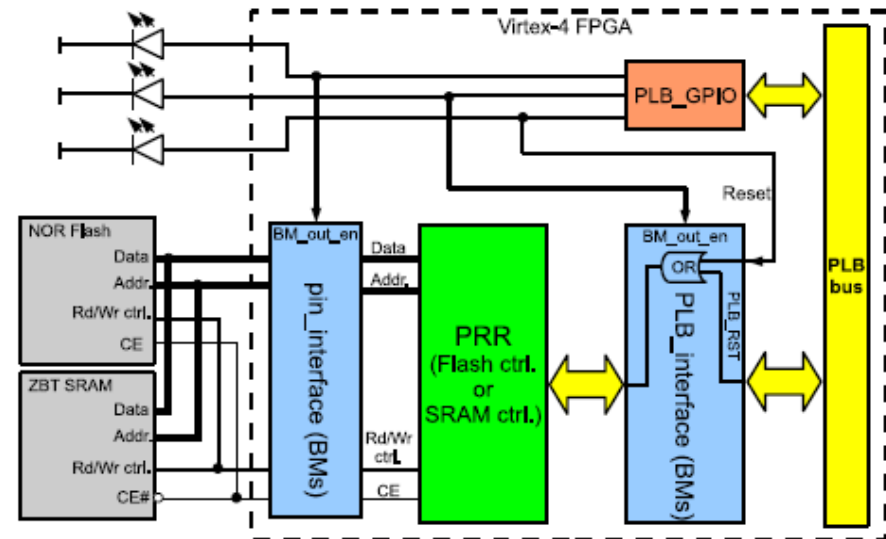 Virtex-4 FPGA
PLB_GPIO
Reset
NOR Flash
Data
Addr.
Rd/Wr ctrl.
CE
ZBT SRAM
Data
Addr.
Rd/Wr ctrl.
CE#
BM_out_en
pin_interface (BMs)
Data
Addr.
Rd/Wr
ctrl.
CE
PRR
(Flash ctrl.
or
SRAM ctrl.)
BM_out_en
OR
PLB_RST
PLB_interface (BMs)
PLB
bus